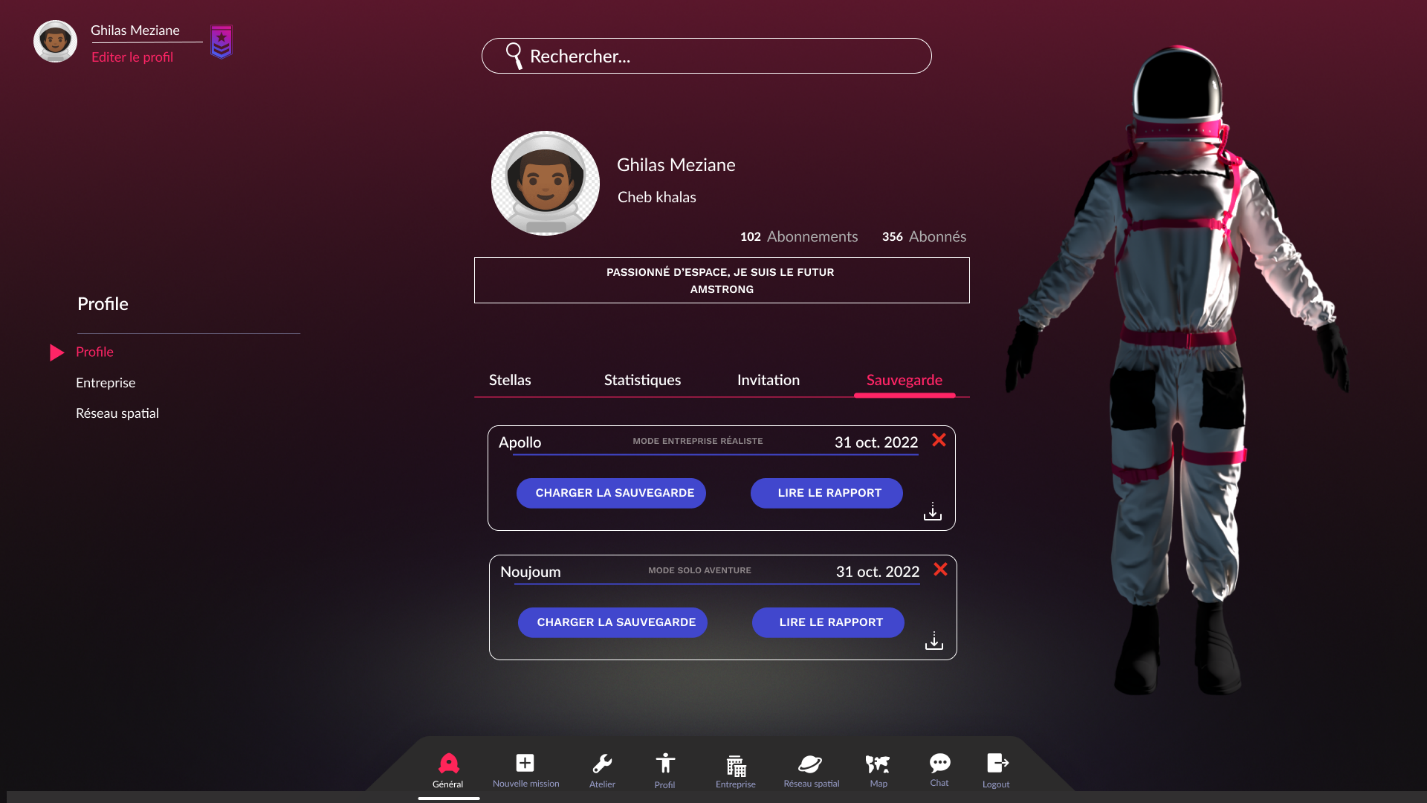 Ghilas Meziane
Editer le profil
Rechercher...
Ghilas Meziane
Cheb khalas
102 Abonnements 356 Abonnés
PASSIONNÉ D'ESPACE, JE SUIS LE FUTUR
AMSTRONG
Profile
Profile
Entreprise
Réseau spatial
Stellas Statistiques Invitation Sauvegarde
Apollo MODE ENTREPRISE RÉALISTE 31 oct. 2022
CHARGER LA SAUVEGARDE LIRE LE RAPPORT
Noujoum MODE SOLO AVENTURE 31 oct. 2022
CHARGER LA SAUVEGARDE LIRE LE RAPPORT
Général Nouvelle mission Atelier Profil Entreprise Réseau spatial Map Chat Logout